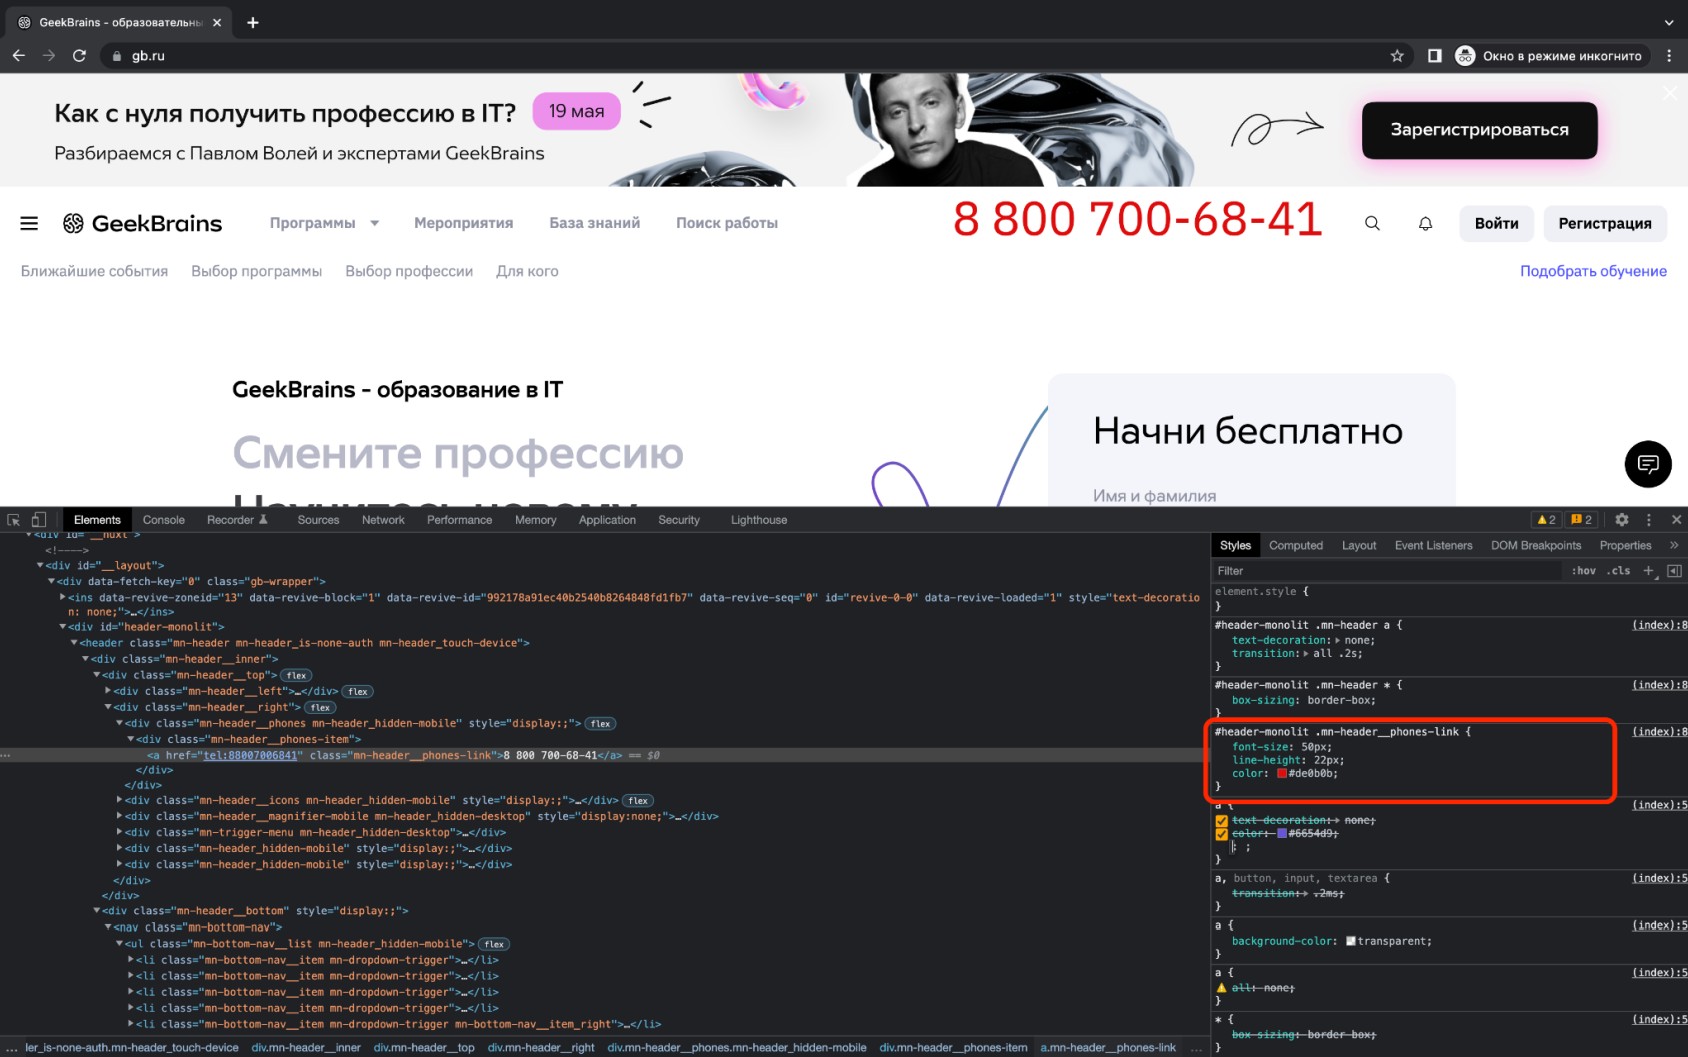 GeekBrains - образовательны
gb.ru
Окно в режиме инкогнито
Как с нуля получить профессию в IT?
19 мая
Разбираемся с Павлом Волей и экспертами GeekBrains
Зарегистрироваться
GeekBrains
Программы
Мероприятия
База знаний
Поиск работы
8 800 700-68-41
Войти
Регистрация
Ближайшие события
Выбор программы
Выбор профессии
Для кого
Подобрать обучение
GeekBrains - образование в IT
Смените профессию
Начни бесплатно
Имя и фамилия
Elements Console Recorder Sources Network Performance Memory Application Security Lighthouse
2 2
<div id="__nuxt">
<!---->
<div id="__layout">
<div data-fetch-key="0" class="gb-wrapper">
<ins data-revive-zoneid="13" data-revive-block="1" data-revive-id="992178a91ec40b2540b8264848fd1fb7" data-revive-seq="0" id="revive-0-0" data-revive-loaded="1" style="text-decoratio
n: none;">…</ins>
<div id="header-monolit">
<header class="mn-header mn-header_is-none-auth mn-header_touch-device">
<div class="mn-header__inner">
<div class="mn-header__top"> flex
<div class="mn-header__left">…</div> flex
<div class="mn-header__right"> flex
<div class="mn-header__phones mn-header_hidden-mobile" style="display:;"> flex
<div class="mn-header__phones-item">
… <a href="tel:88007006841" class="mn-header__phones-link">8 800 700-68-41</a> == $0
</div>
</div>
<div class="mn-header__icons mn-header_hidden-mobile" style="display:;">…</div> flex
<div class="mn-header__magnifier-mobile mn-header_hidden-desktop" style="display:none;">…</div>
<div class="mn-trigger-menu mn-header_hidden-desktop">…</div>
<div class="mn-header_hidden-mobile" style="display:;">…</div>
<div class="mn-header_hidden-mobile" style="display:;">…</div>
</div>
</div>
<div class="mn-header__bottom" style="display:;">
<nav class="mn-bottom-nav">
<ul class="mn-bottom-nav__list mn-header_hidden-mobile"> flex
<li class="mn-bottom-nav__item mn-dropdown-trigger">…</li>
<li class="mn-bottom-nav__item mn-dropdown-trigger">…</li>
<li class="mn-bottom-nav__item mn-dropdown-trigger">…</li>
<li class="mn-bottom-nav__item mn-dropdown-trigger">…</li>
<li class="mn-bottom-nav__item mn-dropdown-trigger mn-bottom-nav__item_right">…</li>
… ler_is-none-auth.mn-header_touch-device div.mn-header__inner div.mn-header__top div.mn-header__right div.mn-header__phones.mn-header_hidden-mobile div.mn-header__phones-item a.mn-header__phones-link …
Styles Computed Layout Event Listeners DOM Breakpoints Properties »
Filter :hov .cls +
element.style {
}
#header-monolit .mn-header a { (index):8
text-decoration: none;
transition: all .2s;
}
#header-monolit .mn-header * { (index):8
box-sizing: border-box;
}
#header-monolit .mn-header__phones-link { (index):8
font-size: 50px;
line-height: 22px;
color: #de0b0b;
}
a { (index):5
text-decoration: none;
color: #6654d9;
: ;
}
a, button, input, textarea { (index):5
transition: .2ms;
}
a { (index):5
background-color: transparent;
}
a { (index):5
all: none;
}
* { (index):5
box-sizing: border-box;
}